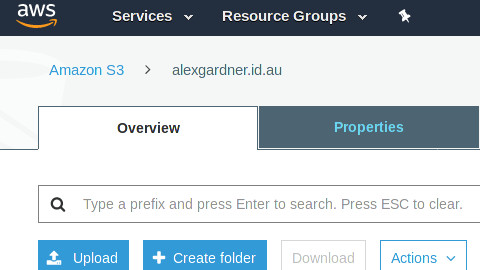 aws Services Resource Groups
Amazon S3 > alexgardner.id.au
Overview Properties
Type a prefix and press Enter to search. Press ESC to clear.
Upload + Create folder Download Actions